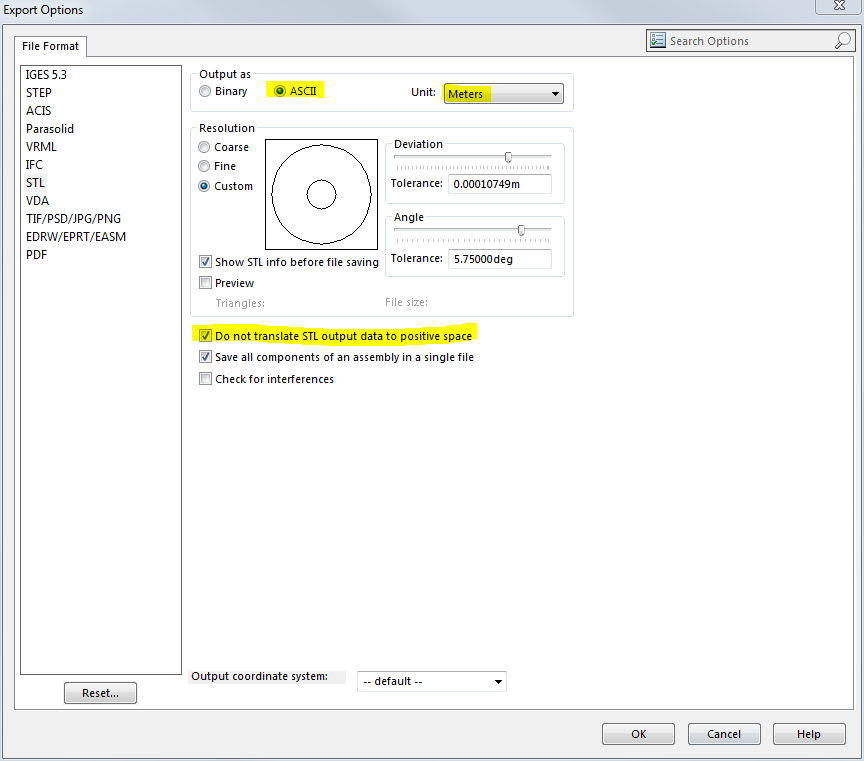 Export Options
File Format
Search Options
IGES 5.3
STEP
ACIS
Parasolid
VRML
IFC
STL
VDA
TIF/PSD/JPG/PNG
EDRW/EPRT/EASM
PDF
Reset...
Output as
Binary
ASCII
Unit:
Meters
Resolution
Coarse
Fine
Custom
Deviation
Tolerance:
0.00010749m
Angle
Tolerance:
5.75000deg
Show STL info before file saving
Preview
Triangles:
File size:
Do not translate STL output data to positive space
Save all components of an assembly in a single file
Check for interferences
Output coordinate system:
-- default --
OK
Cancel
Help